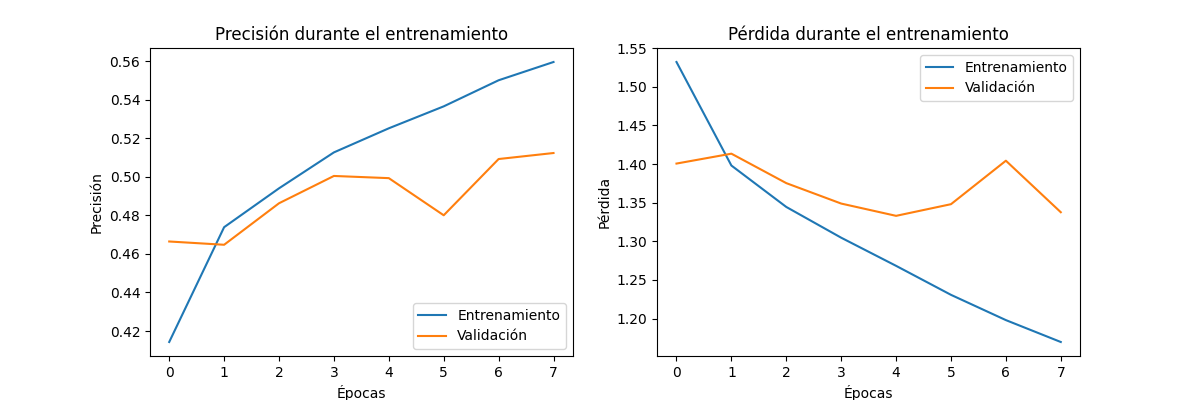 Precisión durante el entrenamiento
Precisión
0.56
0.54
0.52
0.50
0.48
0.46
0.44
0.42
0 1 2 3 4 5 6 7
Épocas
Entrenamiento
Validación
Pérdida durante el entrenamiento
Pérdida
1.55
1.50
1.45
1.40
1.35
1.30
1.25
1.20
0 1 2 3 4 5 6 7
Épocas
Entrenamiento
Validación